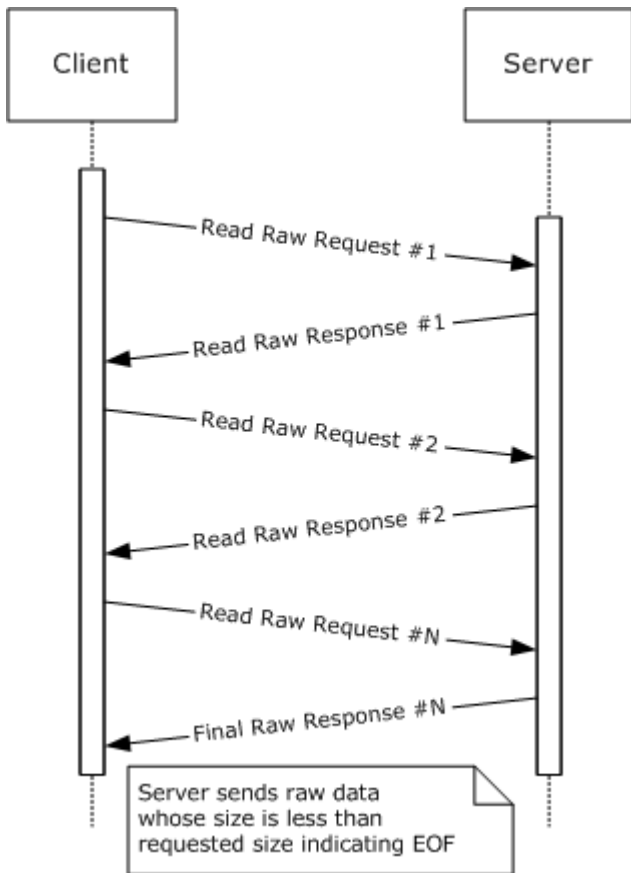 Client
Server
Read Raw Request #1
Read Raw Response #1
Read Raw Request #2
Read Raw Response #2
Read Raw Request #N
Final Raw Response #N
Server sends raw data
whose size is less than
requested size indicating EOF